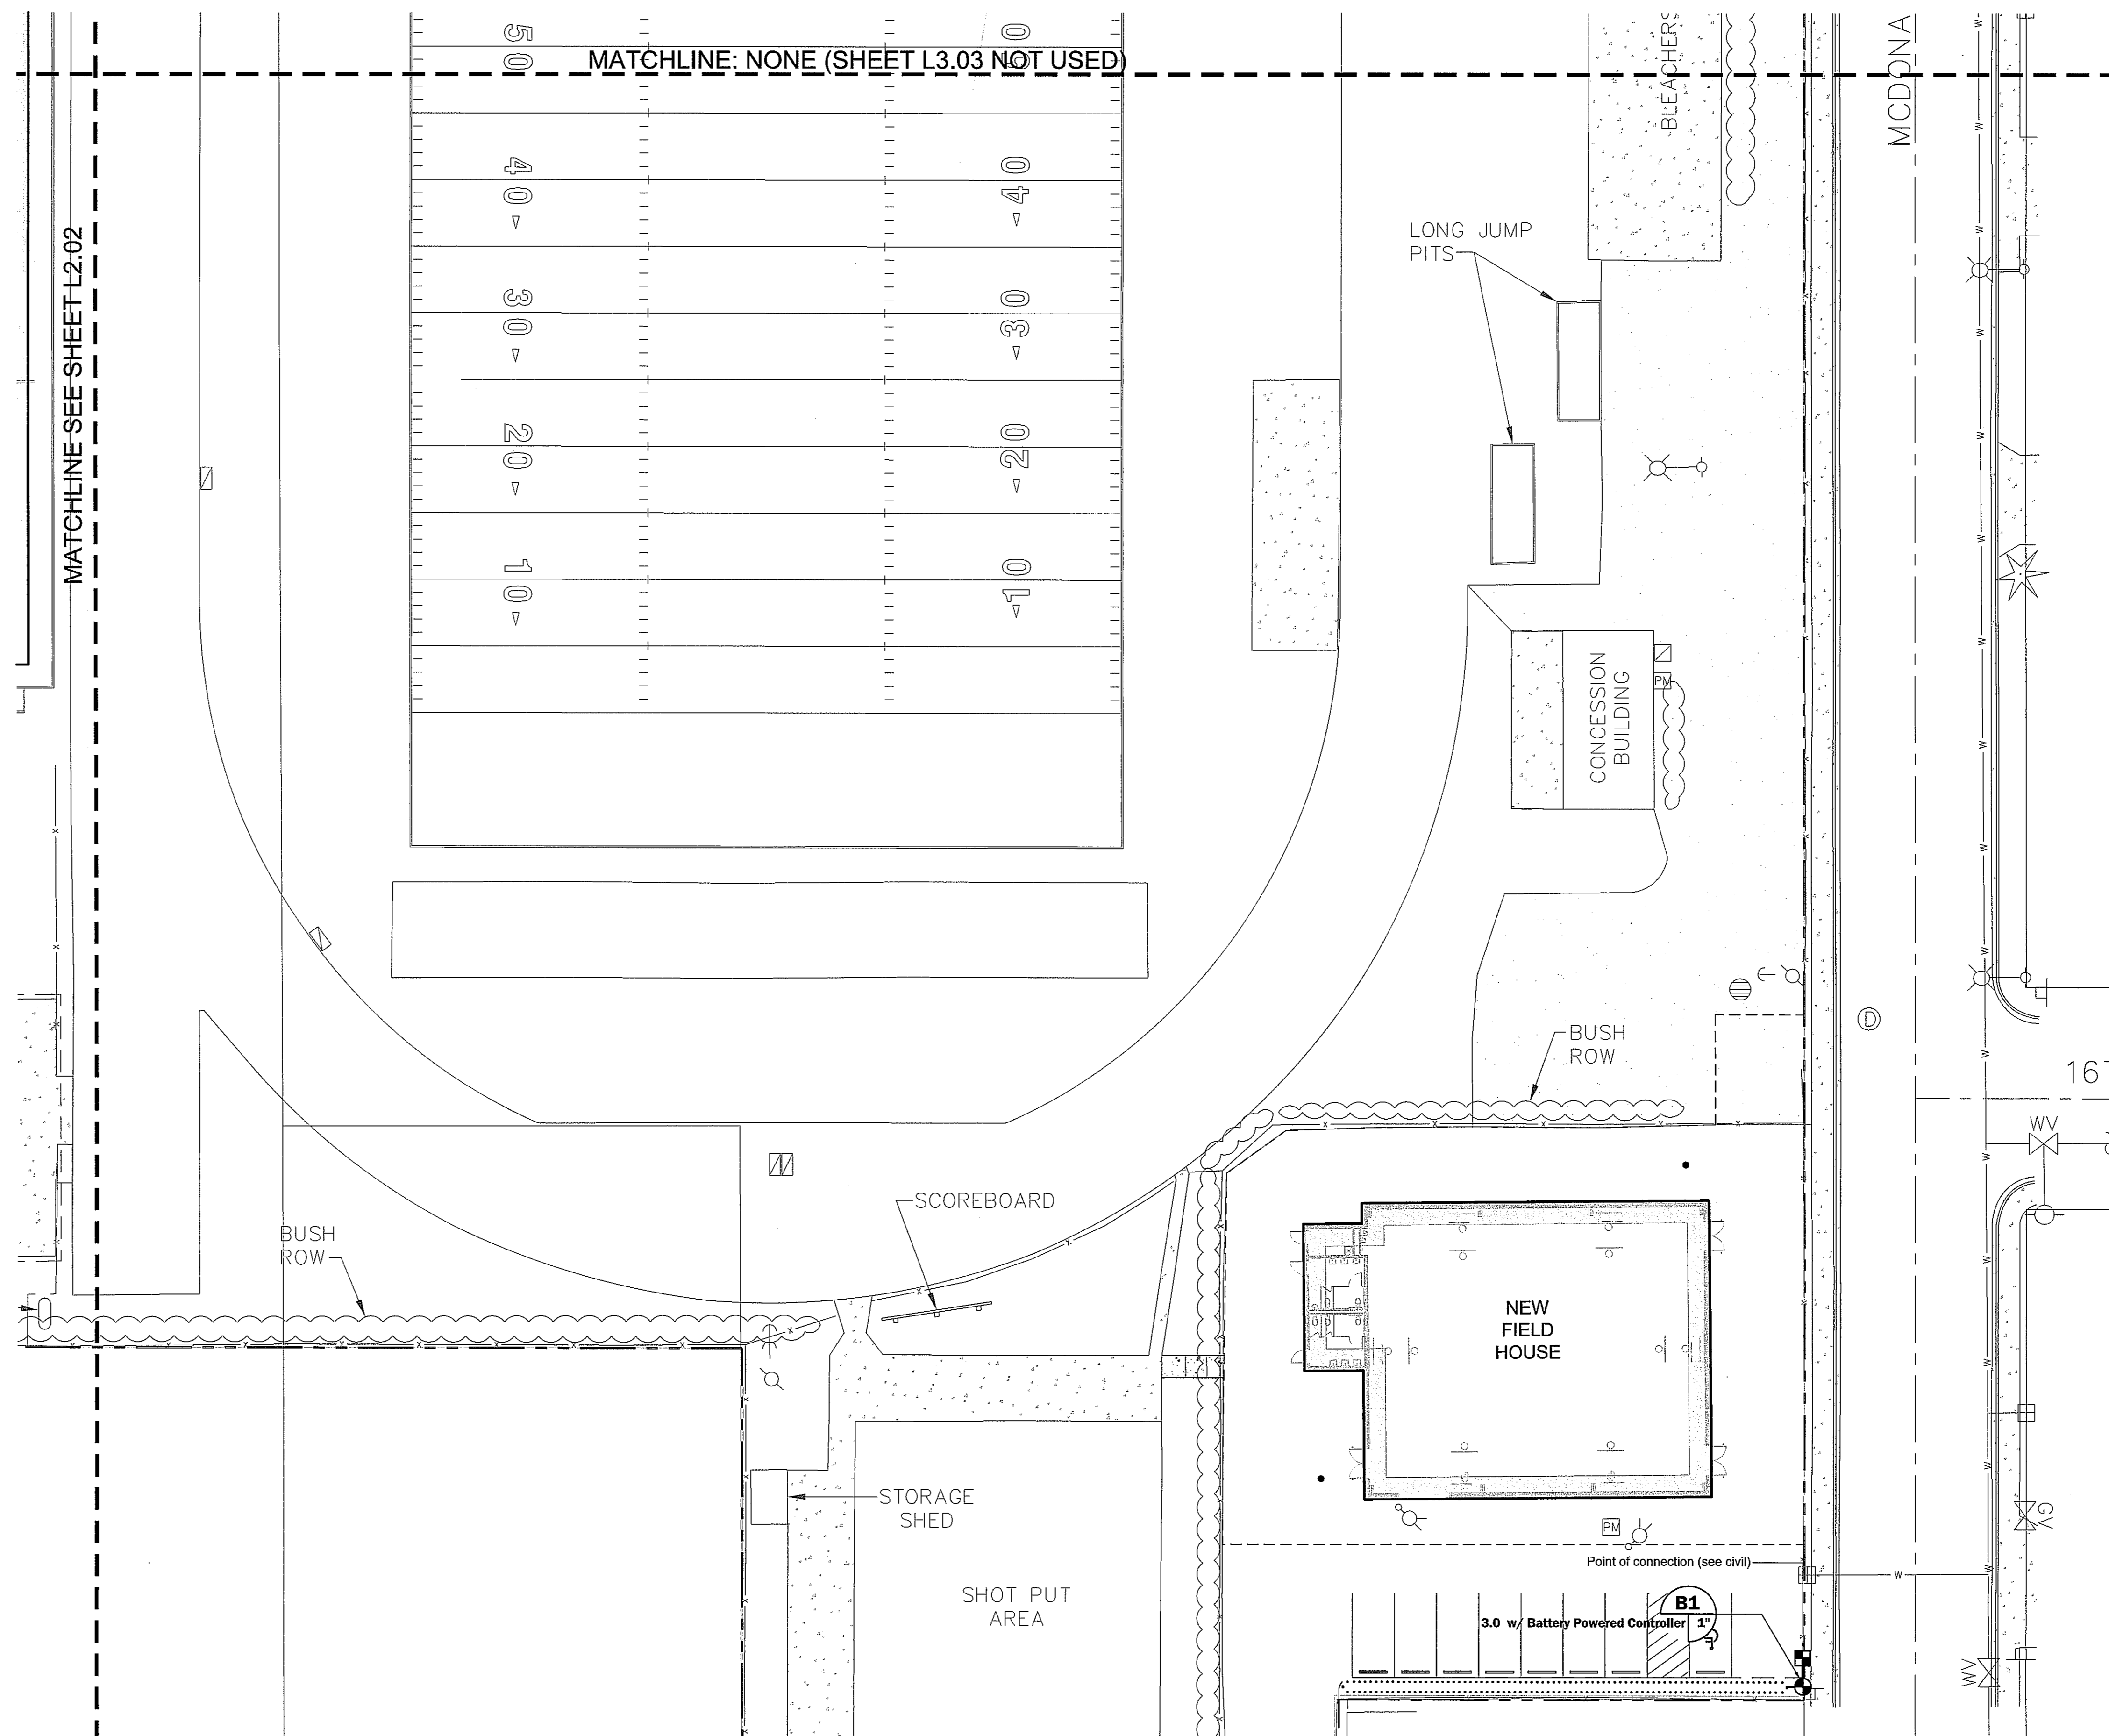 MATCHLINE: NONE (SHEET L3.03 NOT USED)
MATCHLINE SEE SHEET L2.02
50
50
40
40
30
30
20
20
10
10
BLEACHERS
MCDONA
LONG JUMP
PITS
CONCESSION
BUILDING
PM
BUSH
ROW
D
16T
WV
SCOREBOARD
BUSH
ROW
NEW
FIELD
HOUSE
STORAGE
SHED
PM
GV
Point of connection (see civil)
W
SHOT PUT
AREA
B1
3.0 w/ Battery Powered Controller
1"
WV